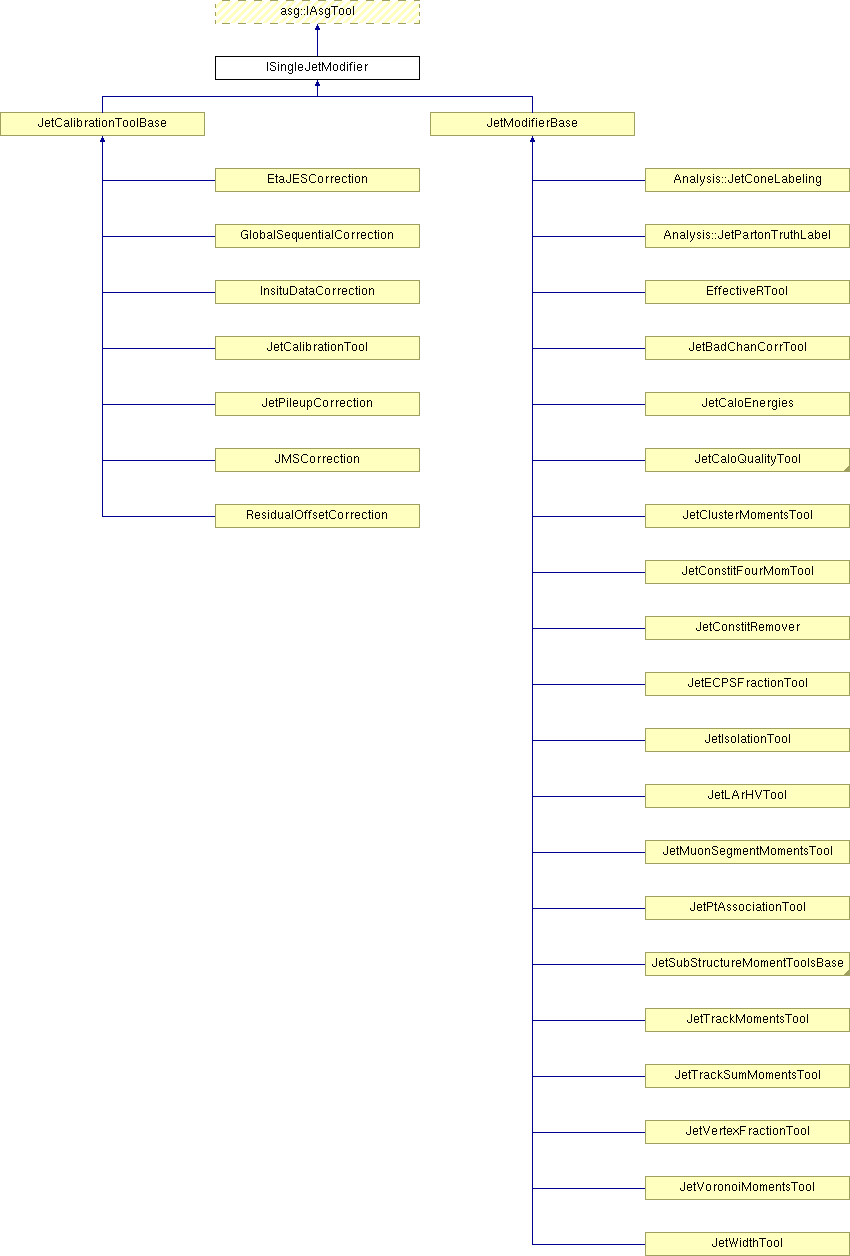 asg::IAsgTool
ISingleJetModifier
JetCalibrationToolBase
JetModifierBase
EtaJESCorrection
GlobalSequentialCorrection
InsituDataCorrection
JetCalibrationTool
JetPileupCorrection
JMSCorrection
ResidualOffsetCorrection
Analysis::JetConeLabeling
Analysis::JetPartonTruthLabel
EffectiveRTool
JetBadChanCorrTool
JetCaloEnergies
JetCaloQualityTool
JetClusterMomentsTool
JetConstitFourMomTool
JetConstitRemover
JetECPSFractionTool
JetIsolationTool
JetLArHVTool
JetMuonSegmentMomentsTool
JetPtAssociationTool
JetSubStructureMomentToolsBase
JetTrackMomentsTool
JetTrackSumMomentsTool
JetVertexFractionTool
JetVoronoiMomentsTool
JetWidthTool